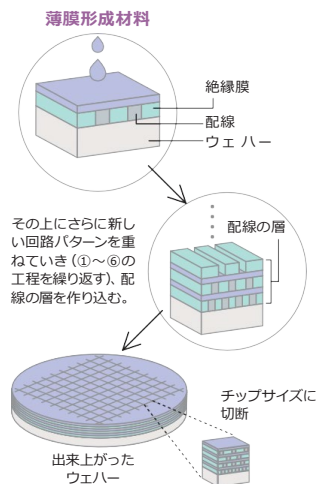 薄膜形成材料
絶縁膜
配線
ウェ ハー
その上にさらに新し
い回路パターンを重
ねていき（①～⑥の
工程を繰り返す）、配
線の層を作り込む。
配線の層
チップサイズに
切断
出来上がった
ウェハー